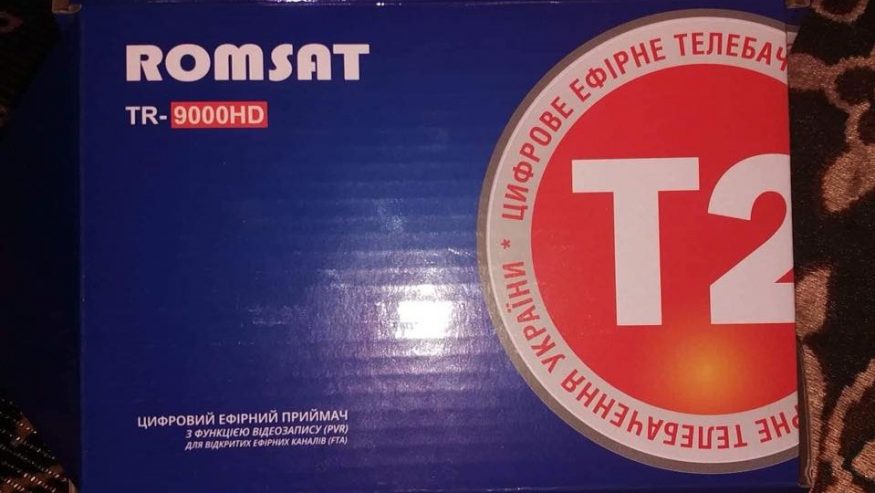 ROMSAT
TR- 9000HD
ЦИФРОВЕ ЕФІРНЕ ТЕЛЕБАЧ
РНЕ ТЕЛЕБАЧЕННЯ УКРАЇНИ *
T2
ЦИФРОВИЙ ЕФІРНИЙ ПРИЙМАЧ
З ФУНКЦІЄЮ ВІДЕОЗАПИСУ (PVR)
ДЛЯ ВІДКРИТИХ ЕФІРНИХ КАНАЛІВ (FTA)